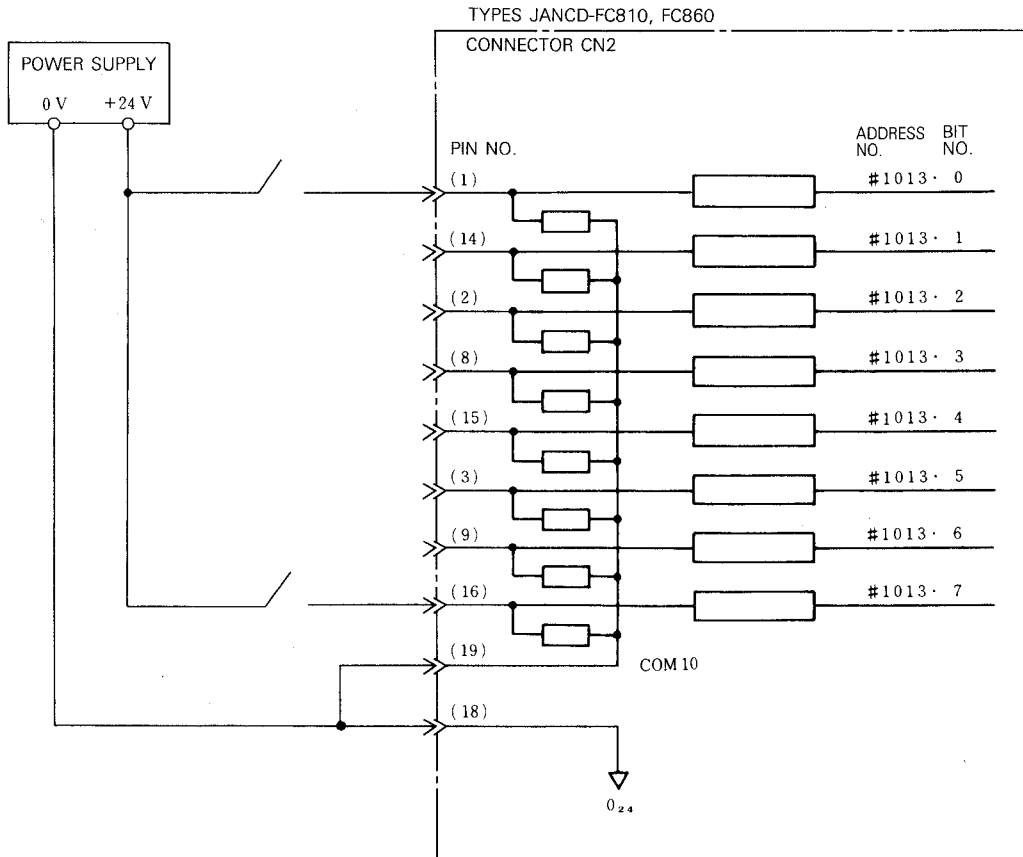 TYPES JANCD-FC810, FC860
CONNECTOR CN2
POWER SUPPLY
0 V +24 V
PIN NO.
ADDRESS NO. BIT NO.
(1) #1013· 0
(14) #1013· 1
(2) #1013· 2
(8) #1013· 3
(15) #1013· 4
(3) #1013· 5
(9) #1013· 6
(16) #1013· 7
(19) COM 10
(18)
0₂₄